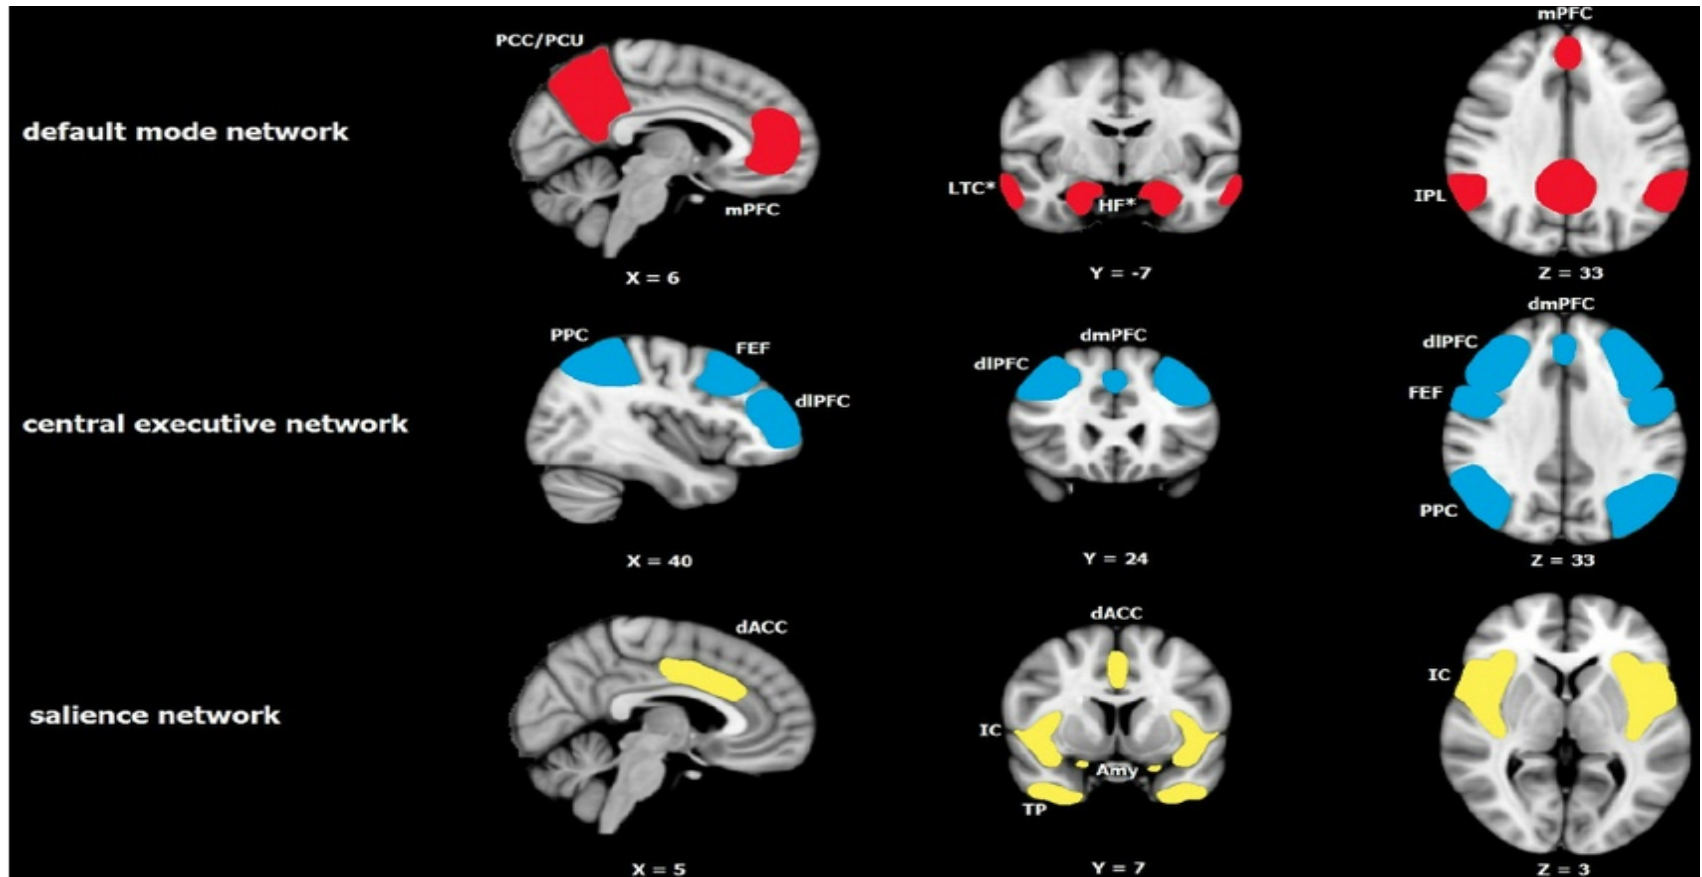 default mode network
PCC/PCU
mPFC
X = 6
LTC*
HF*
Y = -7
mPFC
IPL
Z = 33
central executive network
PPC
FEF
dlPFC
X = 40
dmPFC
dlPFC
Y = 24
dmPFC
dlPFC
FEF
PPC
Z = 33
salience network
dACC
X = 5
dACC
IC
Amy
TP
Y = 7
IC
Z = 3